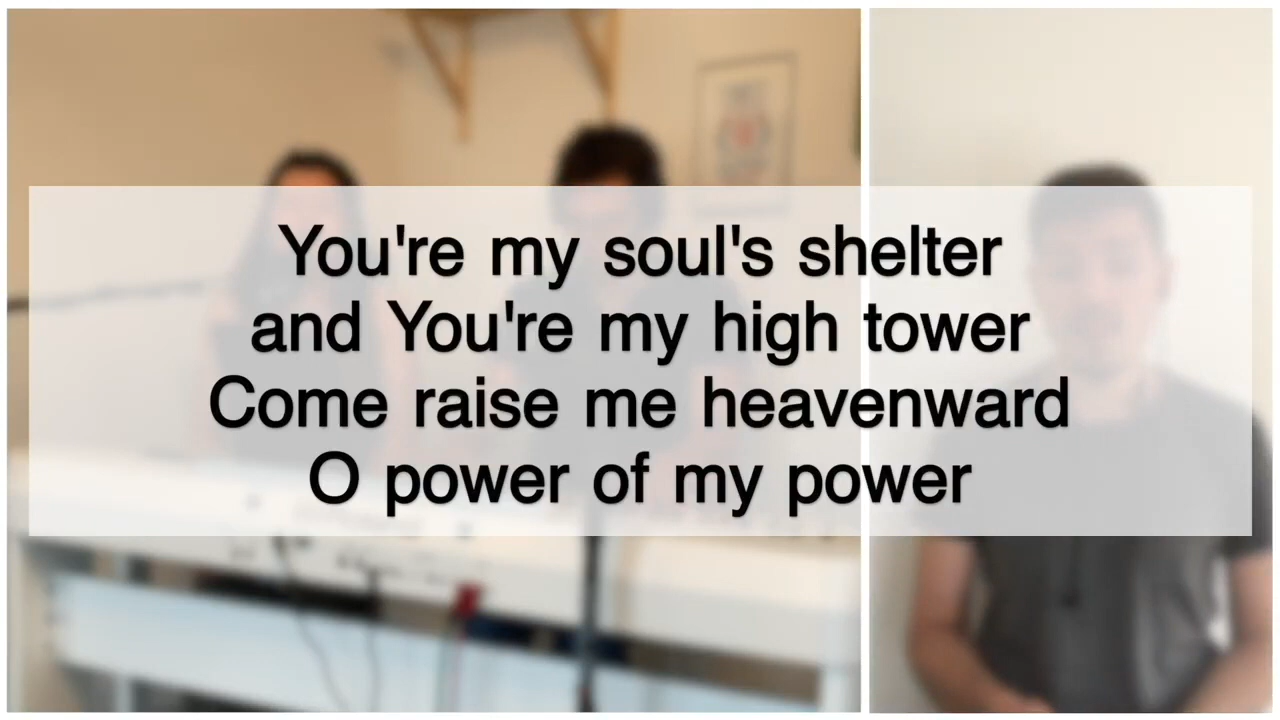 You're my soul's shelter
and You're my high tower
Come raise me heavenward
O power of my power